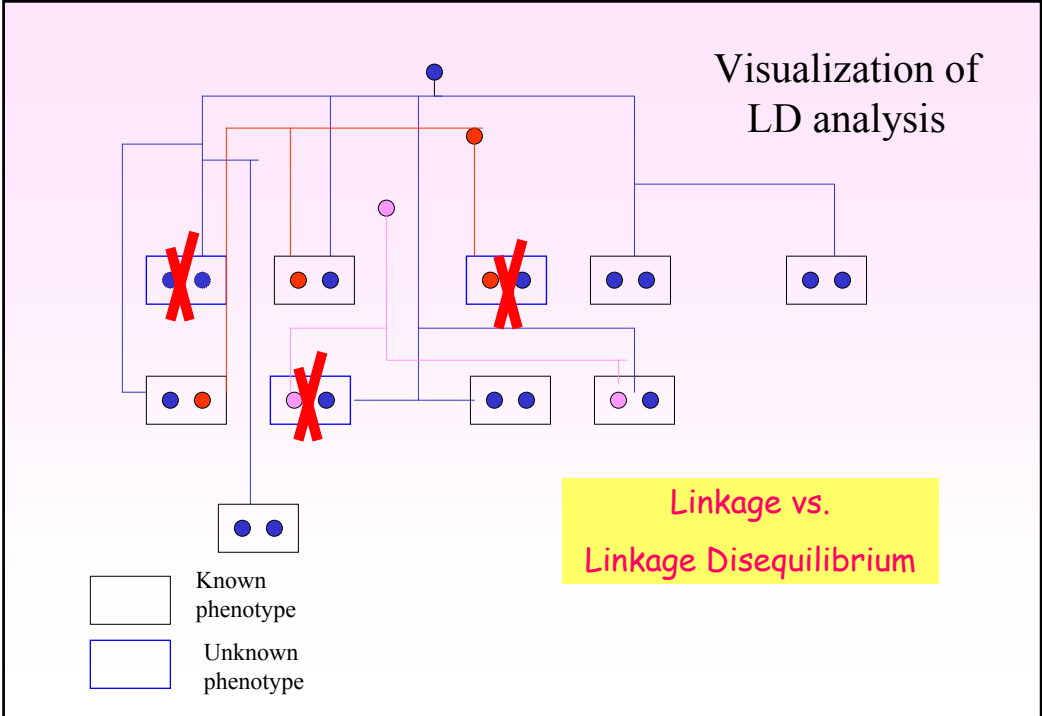 Visualization of
LD analysis
Linkage vs.
Linkage Disequilibrium
Known
phenotype
Unknown
phenotype